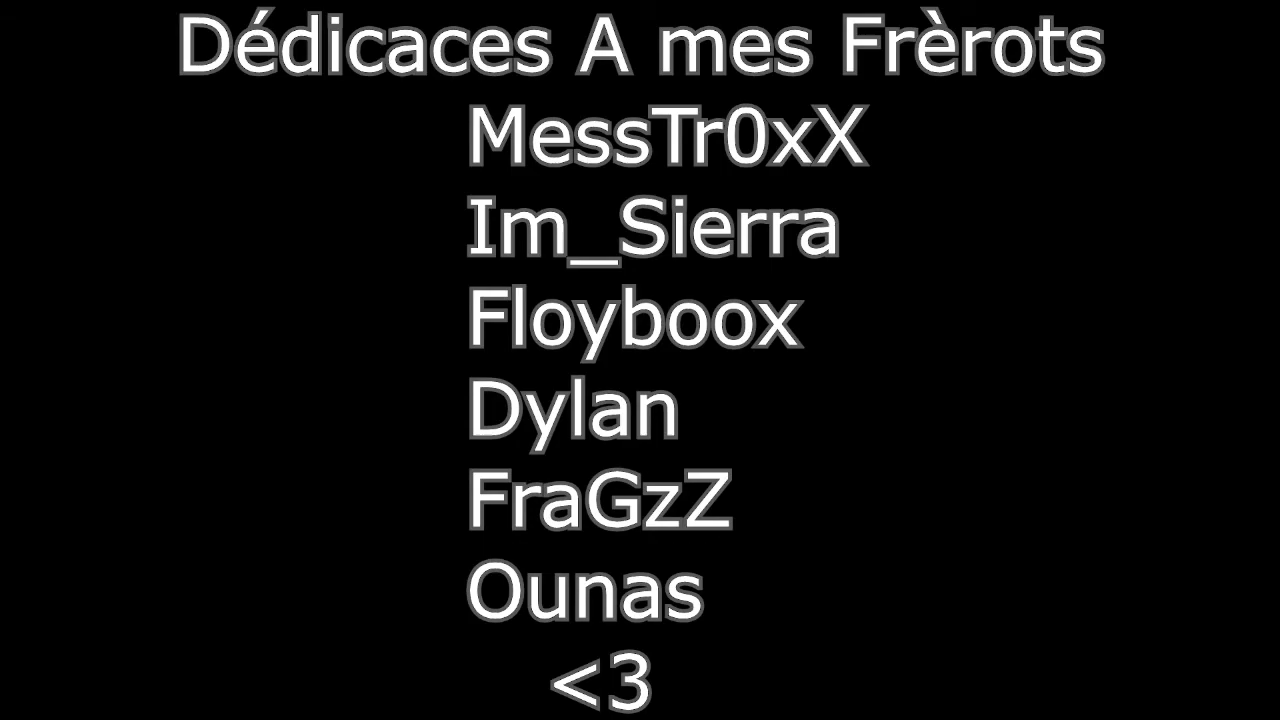 Dédicaces A mes Frèrots
MessTr0xX
Im_Sierra
Floyboox
Dylan
FraGzZ
Ounas
<3